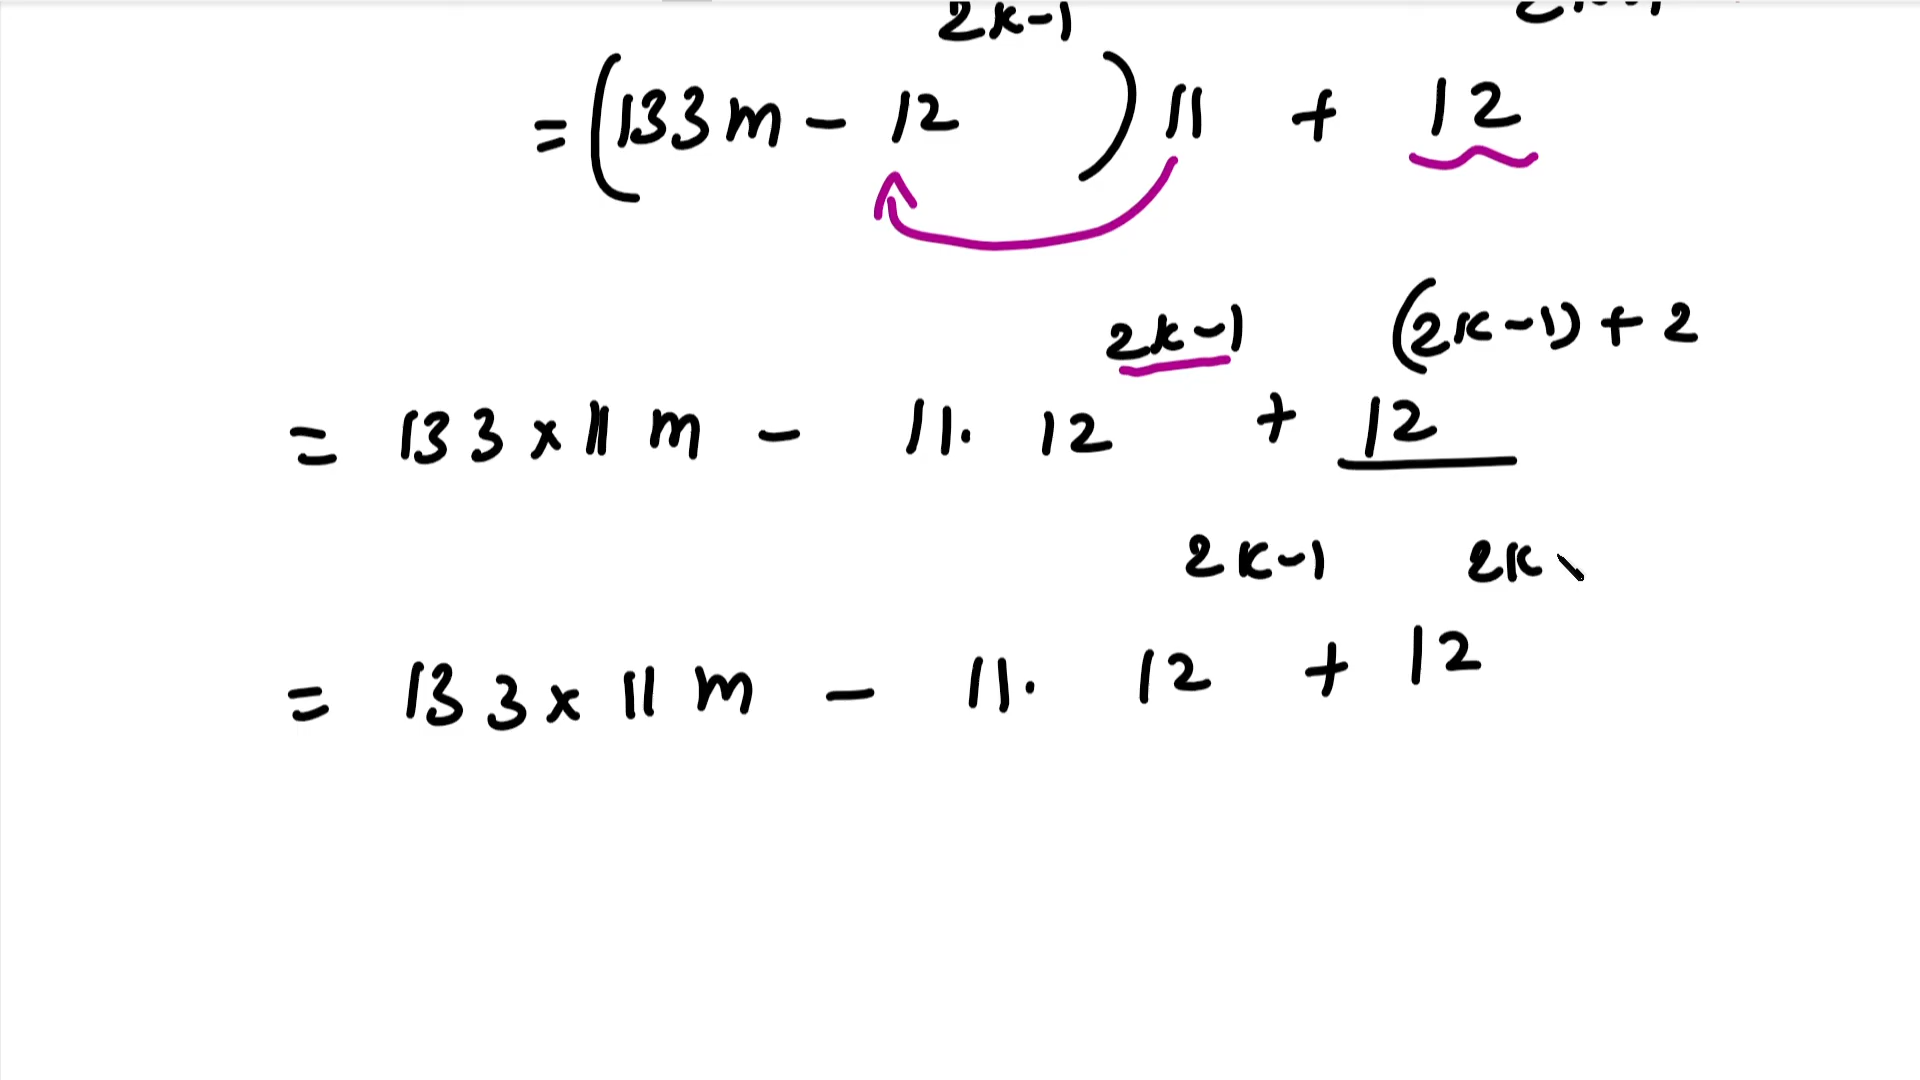 = (133m - 12^{2k-1}) 11 + 12
= 133 × 11 m - 11. 12^{2k-1} + 12^{(2k-1)+2}
= 133 × 11 m - 11. 12^{2k-1} + 12^{2k}